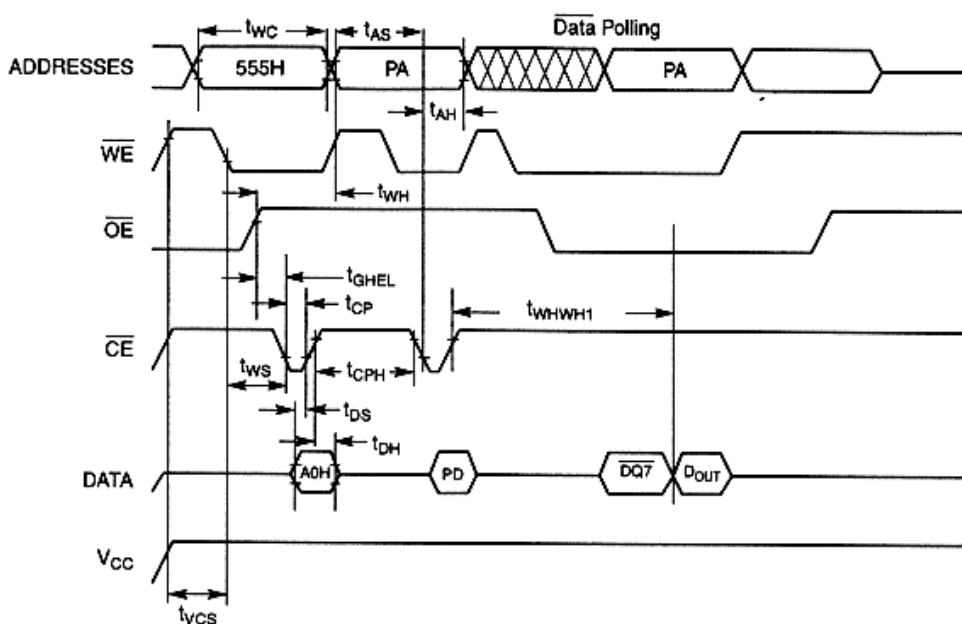 Data Polling
tWC
tAS
ADDRESSES
555H
PA
PA
tAH
WE
tWH
OE
tGHEL
tCP
tWHWH1
CE
tWS
tCPH
tDS
tDH
DATA
A0H
PD
DQ7
DOUT
VCC
tVCS